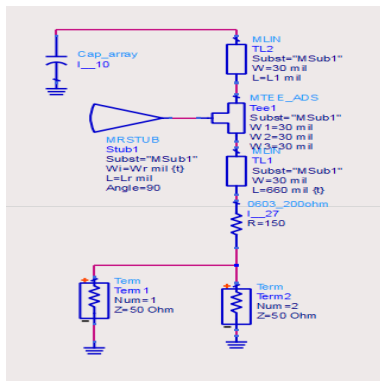 Cap_array
I__10
MLIN
TL2
Subst="MSub1"
W=30 mil
L=L1 mil
MTEE_ADS
Tee1
Subst="MSub1"
W1=30 mil
W2=30 mil
W3=30 mil
MRSTUB
Stub1
Subst="MSub1"
Wi=Wr mil {t}
L=Lr mil
Angle=90
MLIN
TL1
Subst="MSub1"
W=30 mil
L=660 mil {t}
0603_200ohm
I__27
R=150
Term
Term1
Num=1
Z=50 Ohm
Term
Term2
Num=2
Z=50 Ohm